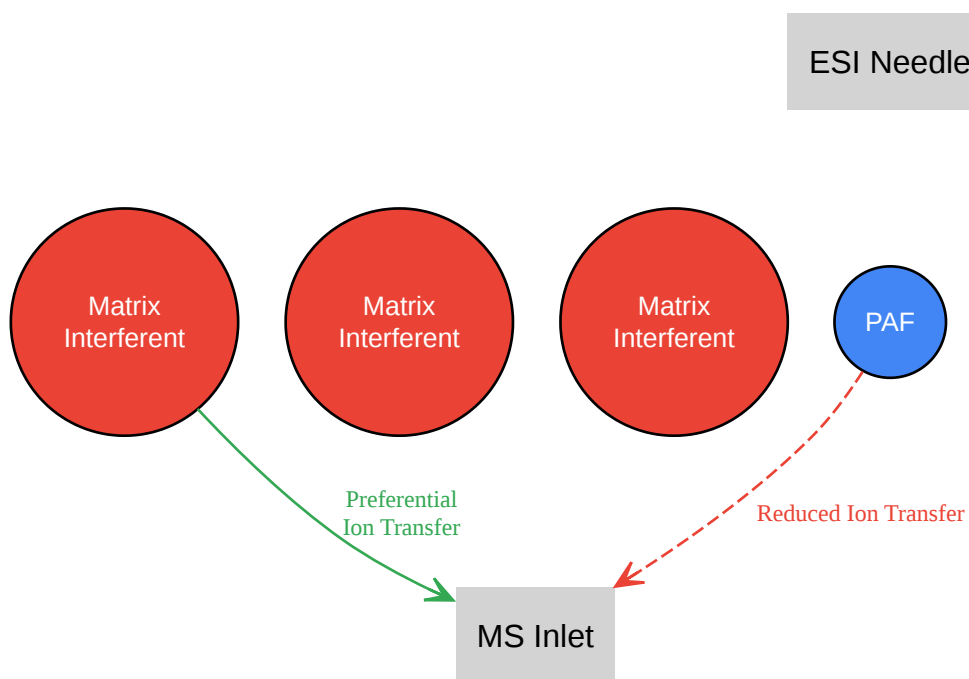 ESI Needle
Matrix
Interferent
Matrix
Interferent
Matrix
Interferent
PAF
Preferential
Ion Transfer
Reduced Ion Transfer
MS Inlet